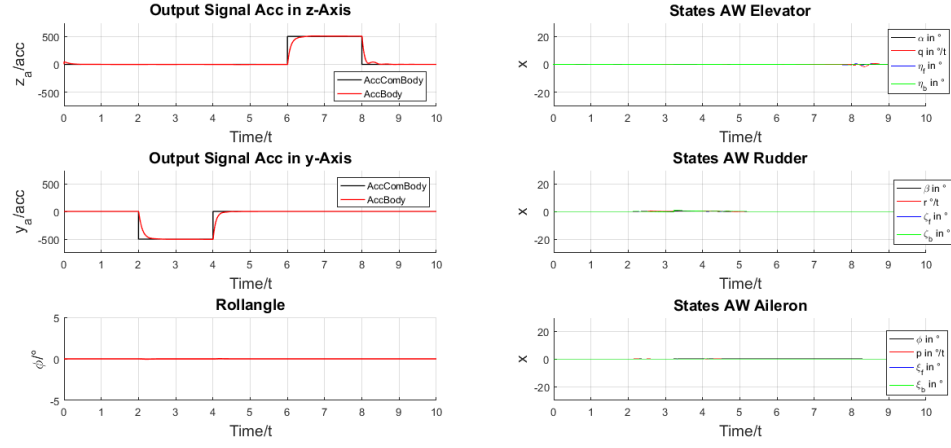 Output Signal Acc in z-Axis
z_a/acc
500
0
-500
AccComBody
AccBody
0 1 2 3 4 5 6 7 8 9 10
Time/t
States AW Elevator
x
20
0
-20
α in °
q in °/t
η_f in °
η_b in °
0 1 2 3 4 5 6 7 8 9 10
Time/t
Output Signal Acc in y-Axis
y_a/acc
500
0
-500
AccComBody
AccBody
0 1 2 3 4 5 6 7 8 9 10
Time/t
States AW Rudder
x
20
0
-20
β in °
r °/t
ζ_f in °
ζ_b in °
0 1 2 3 4 5 6 7 8 9 10
Time/t
Rollangle
ϕ/°
5
0
-5
0 1 2 3 4 5 6 7 8 9 10
Time/t
States AW Aileron
x
20
0
-20
ϕ in °
p in °/t
ξ_f in °
ξ_b in °
0 1 2 3 4 5 6 7 8 9 10
Time/t